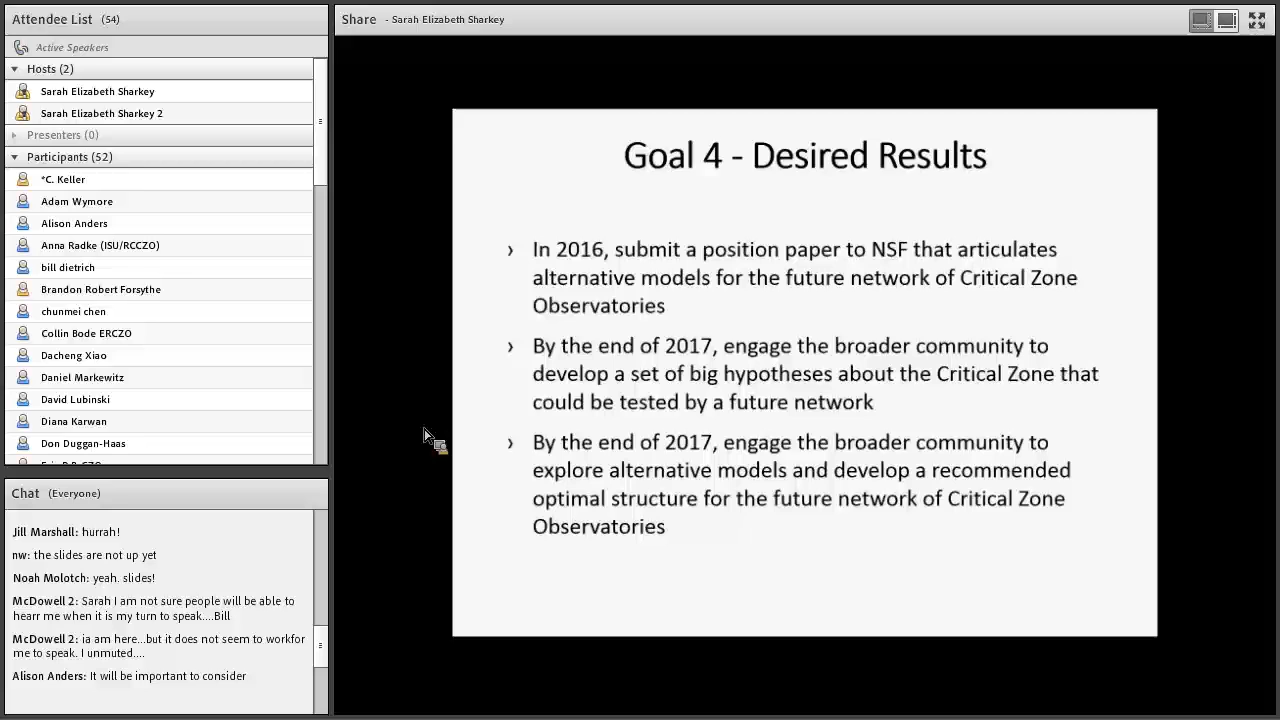 Attendee List (54)
Active Speakers
Hosts (2)
Sarah Elizabeth Sharkey
Sarah Elizabeth Sharkey 2
Presenters (0)
Participants (52)
*C. Keller
Adam Wymore
Alison Anders
Anna Radke (ISU/RCCZO)
bill dietrich
Brandon Robert Forsythe
chunmei chen
Collin Bode ERCZO
Dacheng Xiao
Daniel Markewitz
David Lubinski
Diana Karwan
Don Duggan-Haas
Chat (Everyone)
Jill Marshall: hurrah!
nw: the slides are not up yet
Noah Molotch: yeah. slides!
McDowell 2: Sarah I am not sure people will be able to
hearr me when it is my turn to speak....Bill
McDowell 2: ia am here...but it does not seem to workfor
me to speak. I unmuted....
Alison Anders: It will be important to consider
Share - Sarah Elizabeth Sharkey
Goal 4 - Desired Results
› In 2016, submit a position paper to NSF that articulates
alternative models for the future network of Critical Zone
Observatories
› By the end of 2017, engage the broader community to
develop a set of big hypotheses about the Critical Zone that
could be tested by a future network
› By the end of 2017, engage the broader community to
explore alternative models and develop a recommended
optimal structure for the future network of Critical Zone
Observatories